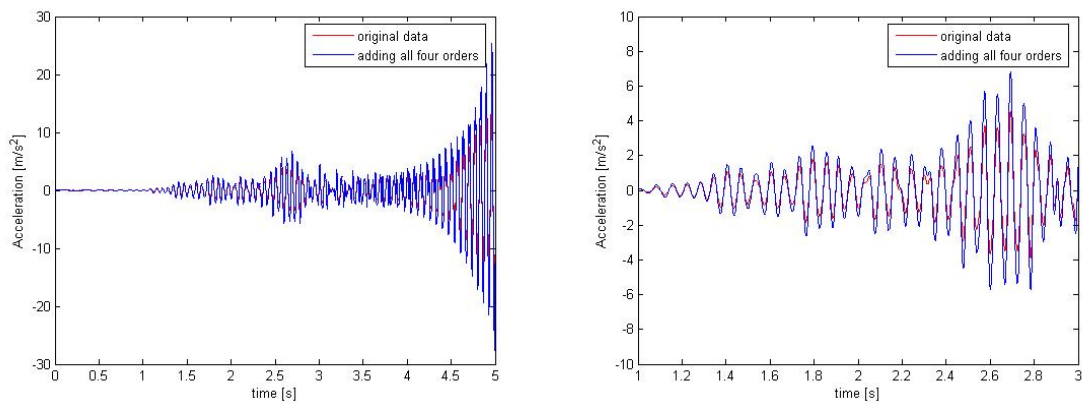 30
20
10
0
-10
-20
-30
0 0.5 1 1.5 2 2.5 3 3.5 4 4.5 5
time [s]
Acceleration [m/s²]
original data
adding all four orders
10
8
6
4
2
0
-2
-4
-6
-8
-10
1 1.2 1.4 1.6 1.8 2 2.2 2.4 2.6 2.8 3
time [s]
Acceleration [m/s²]
original data
adding all four orders